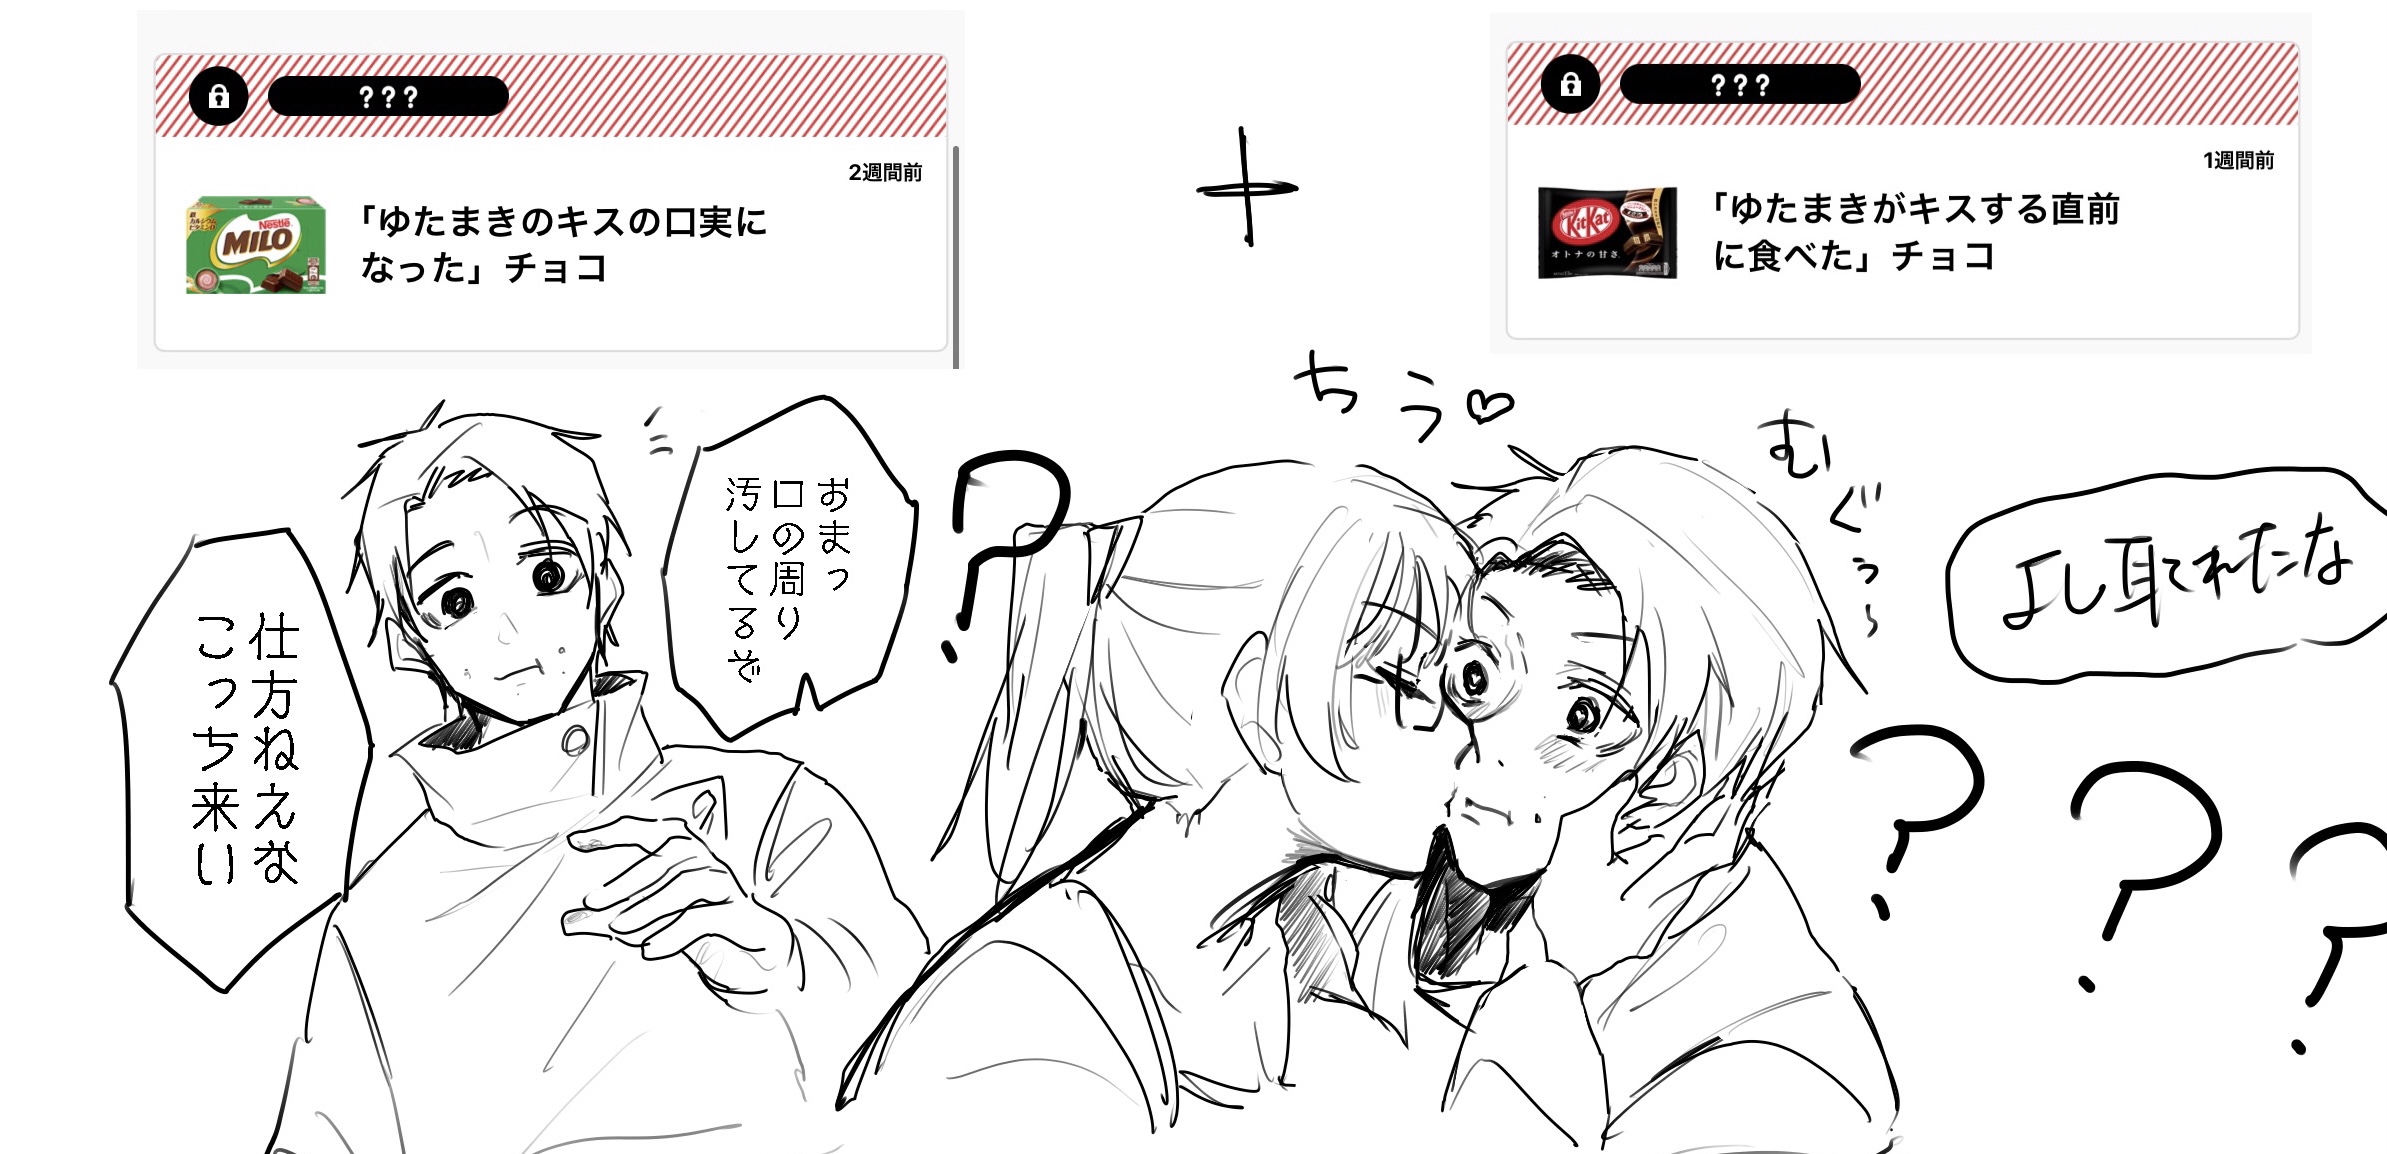 ???
2週間前
Nestlé
MILO
「ゆたまきのキスの口実に
なった」チョコ
+
???
1週間前
KitKat
オトナの甘さ
「ゆたまきがキスする直前
に食べた」チョコ
おまっ
口の周り
汚してるぞ
仕方ねえな
こっち来い
?
ちう♡
むぐぅ~
よし取てれたな
?
?
?